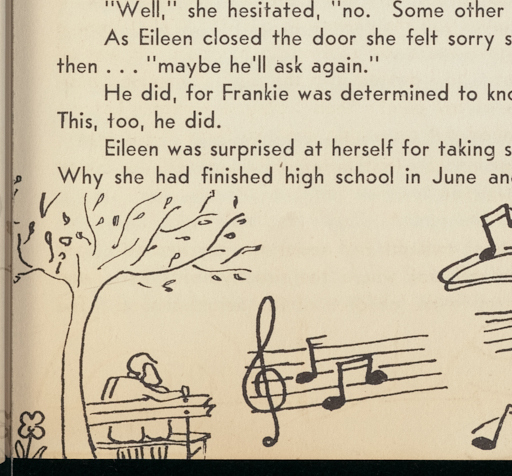 "Well," she hesitated, "no. Some other
As Eileen closed the door she felt sorry s
then . . . "maybe he'll ask again."
He did, for Frankie was determined to kno
This, too, he did.
Eileen was surprised at herself for taking s
Why she had finished high school in June an